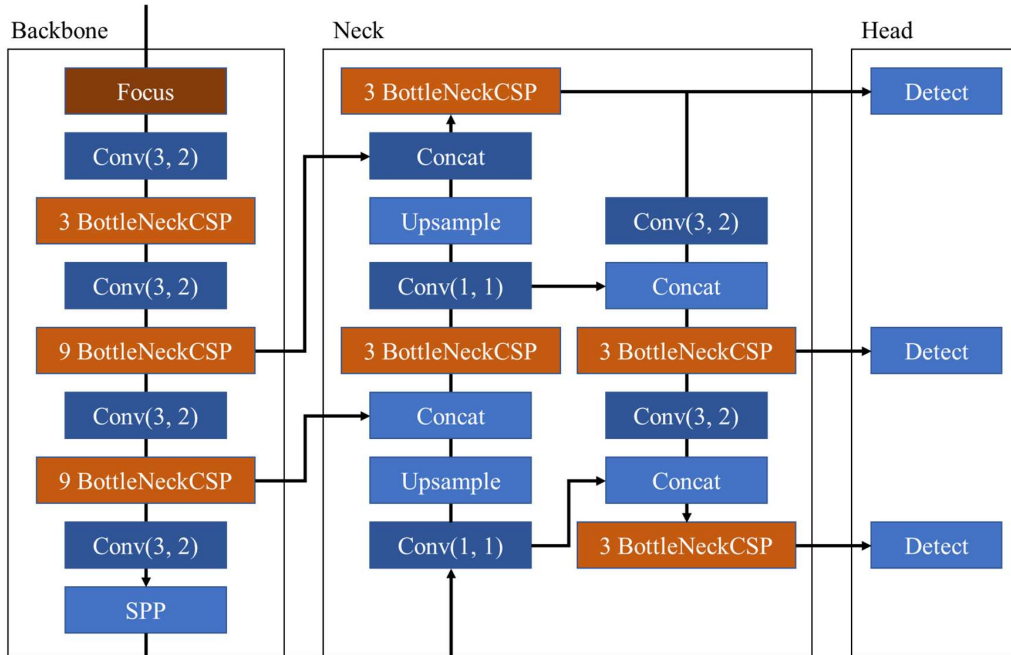 Backbone
Focus
Conv(3, 2)
3 BottleNeckCSP
Conv(3, 2)
9 BottleNeckCSP
Conv(3, 2)
9 BottleNeckCSP
Conv(3, 2)
SPP
Neck
3 BottleNeckCSP
Concat
Upsample
Conv(1, 1)
3 BottleNeckCSP
Concat
Upsample
Conv(1, 1)
Conv(3, 2)
Concat
3 BottleNeckCSP
Conv(3, 2)
Concat
3 BottleNeckCSP
Head
Detect
Detect
Detect